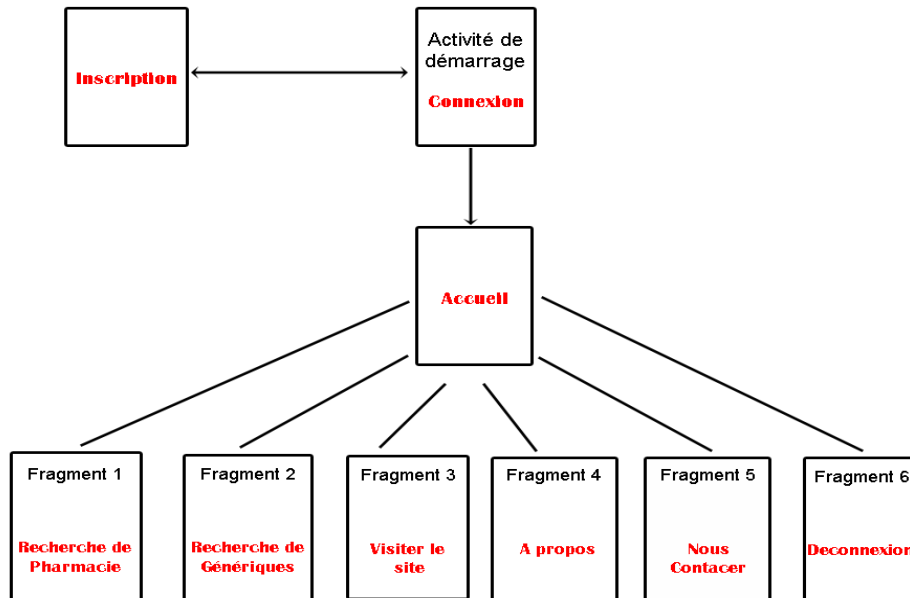 Inscription
Activité de
démarrage
Connexion
Accueil
Fragment 1
Recherche de
Pharmacie
Fragment 2
Recherche de
Génériques
Fragment 3
Visiter le
site
Fragment 4
A propos
Fragment 5
Nous
Contacer
Fragment 6
Deconnexion